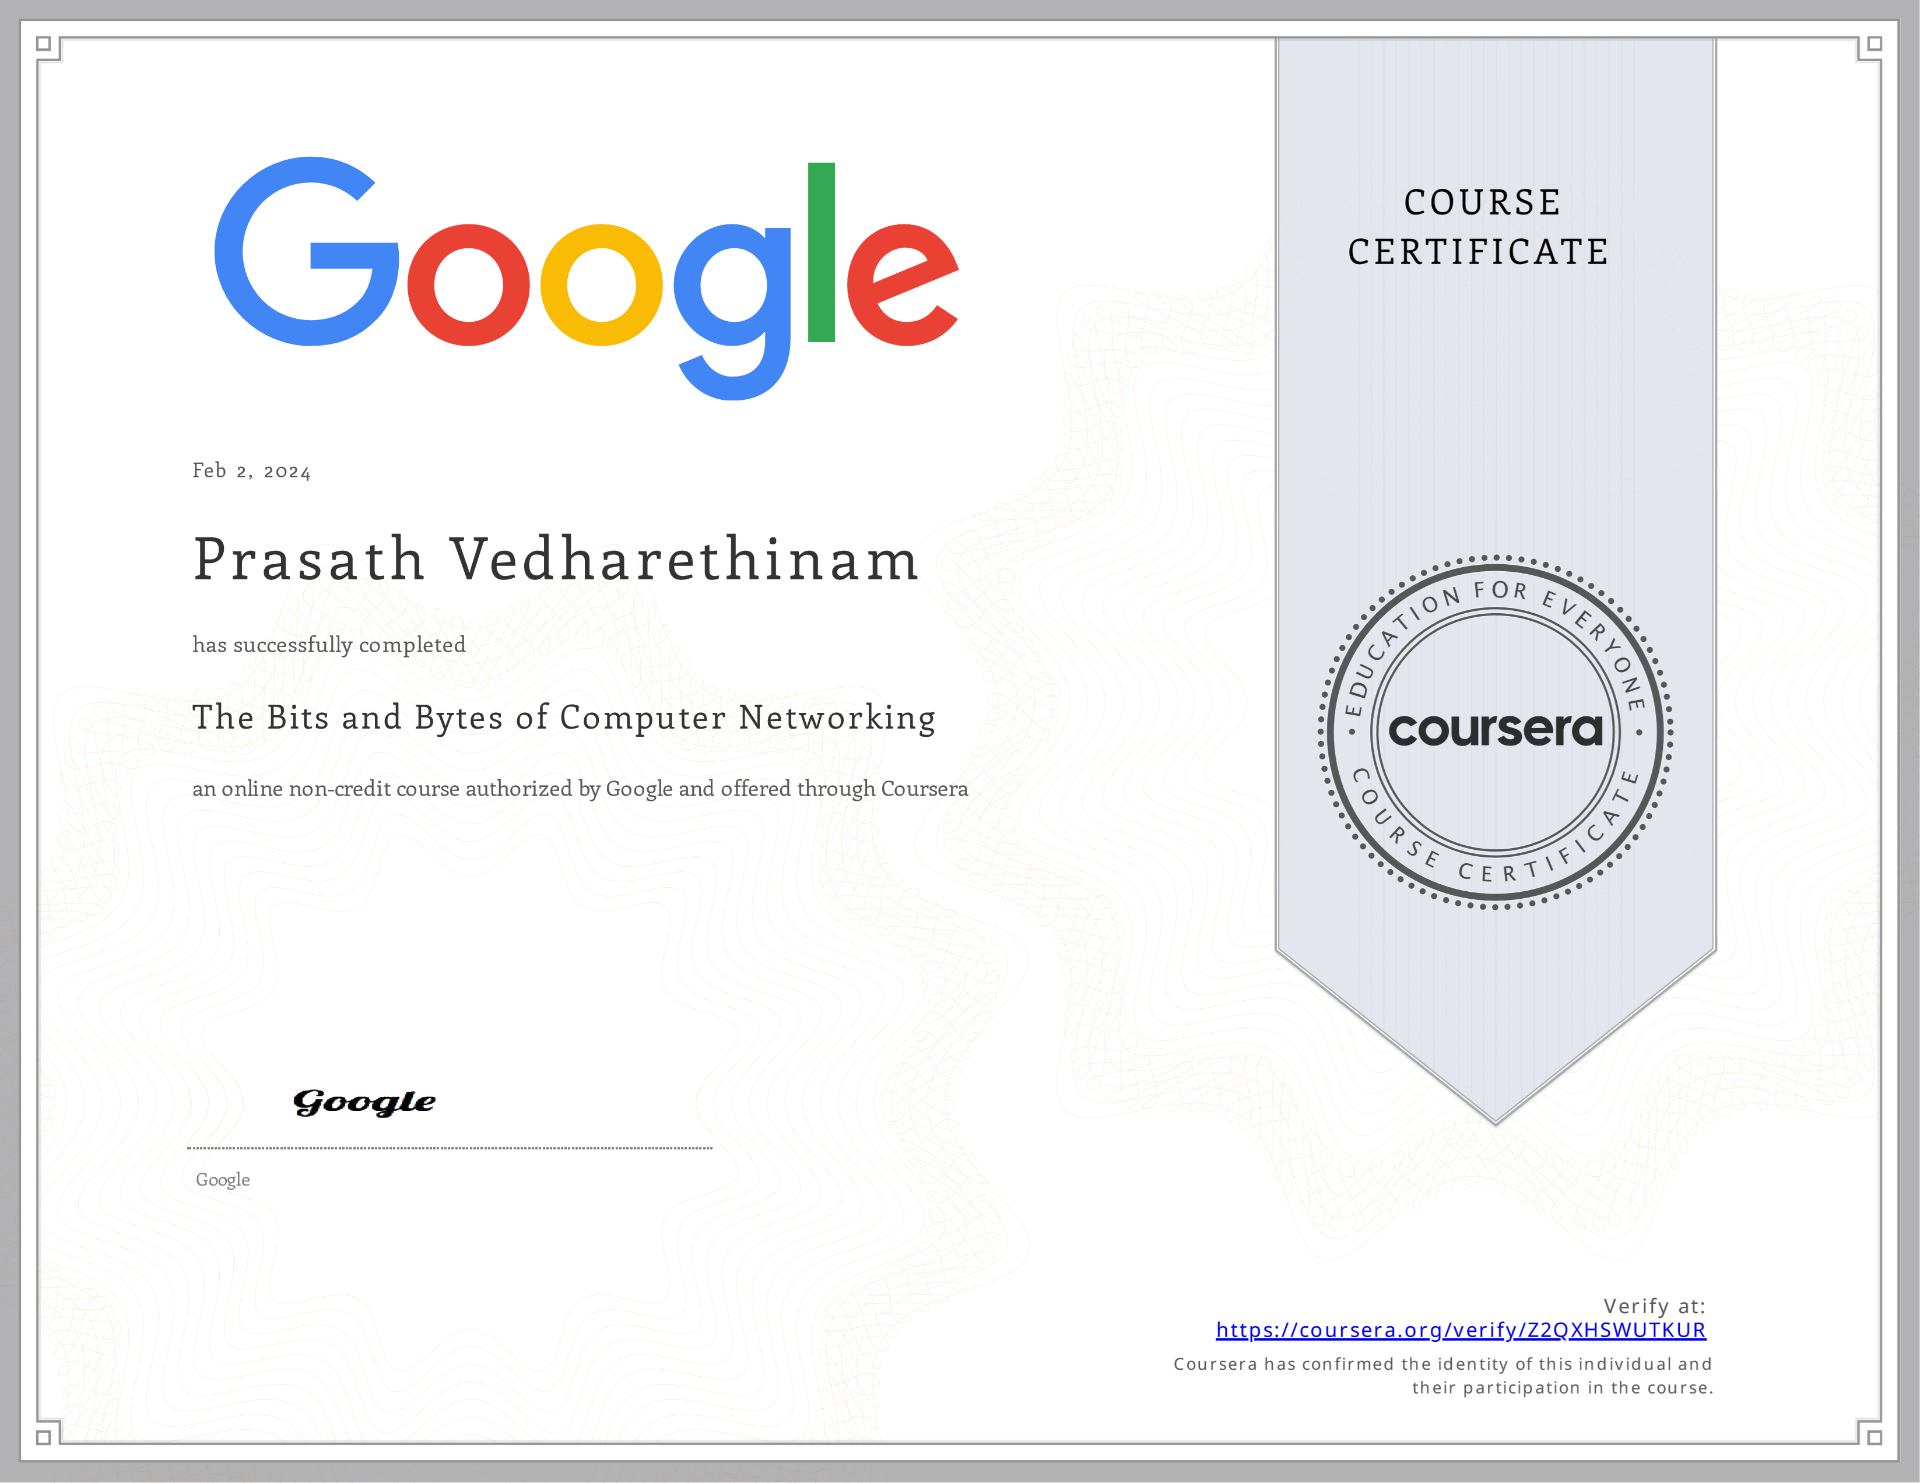 Google
COURSE
CERTIFICATE
Feb 2, 2024
Prasath Vedharethinam
has successfully completed
The Bits and Bytes of Computer Networking
an online non-credit course authorized by Google and offered through Coursera
EDUCATION FOR EVERYONE
coursera
COURSE CERTIFICATE
Google
Google
Verify at:
https://coursera.org/verify/Z2QXHSWUTKUR
Coursera has confirmed the identity of this individual and
their participation in the course.